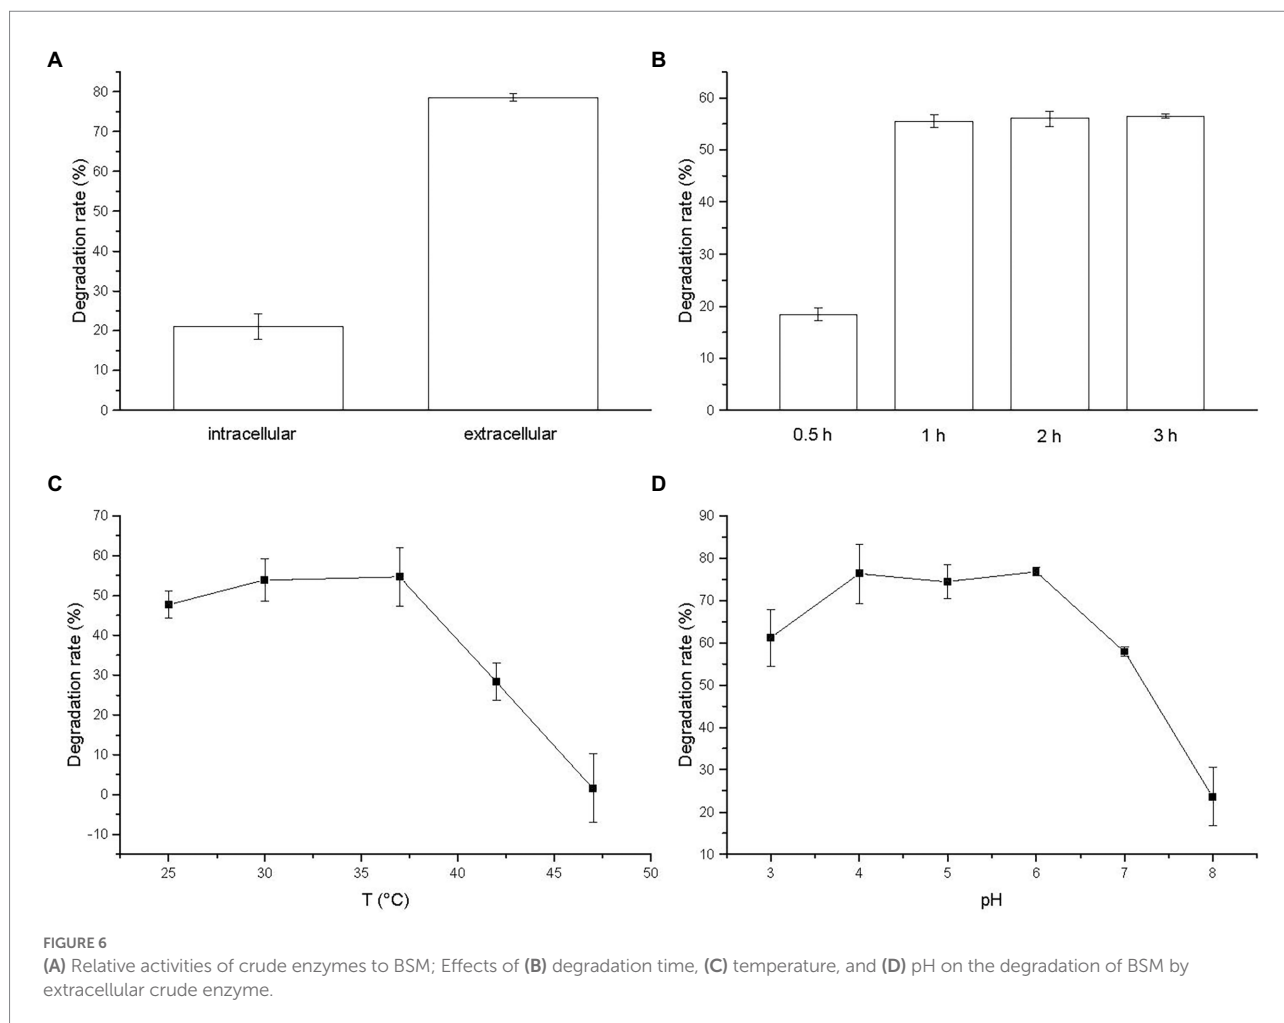 A
Degradation rate (%)
80
70
60
50
40
30
20
10
0
intracellular extracellular
B
Degradation rate (%)
60
50
40
30
20
10
0
0.5 h 1 h 2 h 3 h
C
Degradation rate (%)
70
60
50
40
30
20
10
0
-10
25 30 35 40 45 50
T (°C)
D
Degradation rate (%)
90
80
70
60
50
40
30
20
10
3 4 5 6 7 8
pH
FIGURE 6
(A) Relative activities of crude enzymes to BSM; Effects of (B) degradation time, (C) temperature, and (D) pH on the degradation of BSM by
extracellular crude enzyme.